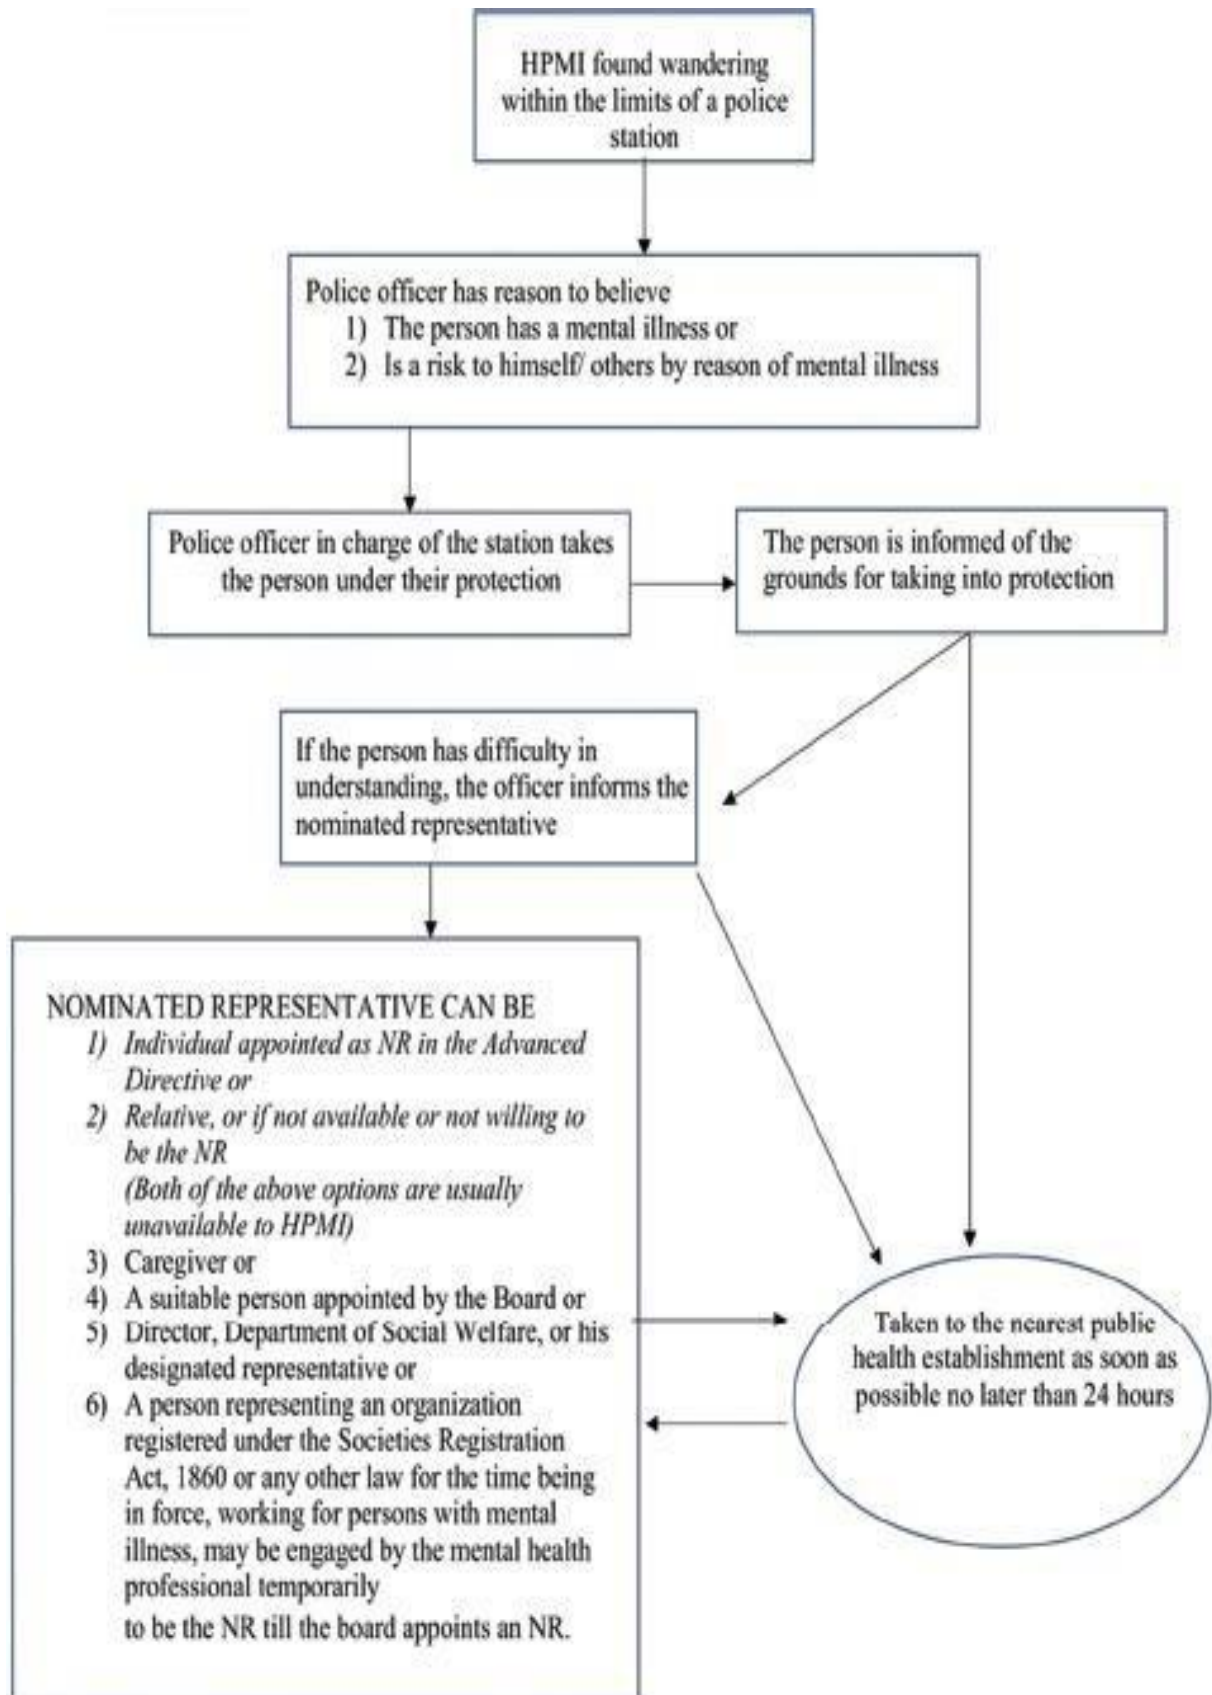 HPMI found wandering
within the limits of a police
station
Police officer has reason to believe
1) The person has a mental illness or
2) Is a risk to himself/ others by reason of mental illness
Police officer in charge of the station takes
the person under their protection
The person is informed of the
grounds for taking into protection
If the person has difficulty in
understanding, the officer informs the
nominated representative
NOMINATED REPRESENTATIVE CAN BE
1) Individual appointed as NR in the Advanced
Directive or
2) Relative, or if not available or not willing to
be the NR
(Both of the above options are usually
unavailable to HPMI)
3) Caregiver or
4) A suitable person appointed by the Board or
5) Director, Department of Social Welfare, or his
designated representative or
6) A person representing an organization
registered under the Societies Registration
Act, 1860 or any other law for the time being
in force, working for persons with mental
illness, may be engaged by the mental health
professional temporarily
to be the NR till the board appoints an NR.
Taken to the nearest public
health establishment as soon as
possible no later than 24 hours